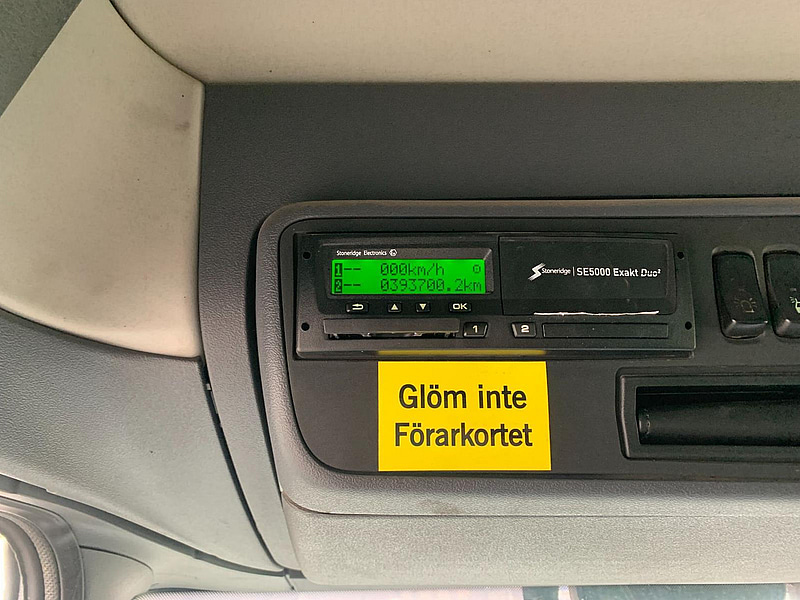 Stoneridge Electronics
1-- 000km/h
2-- 0393700.2km
Stoneridge | SE5000 Exakt Duo²
OK
1
2
Glöm inte
Förarkortet